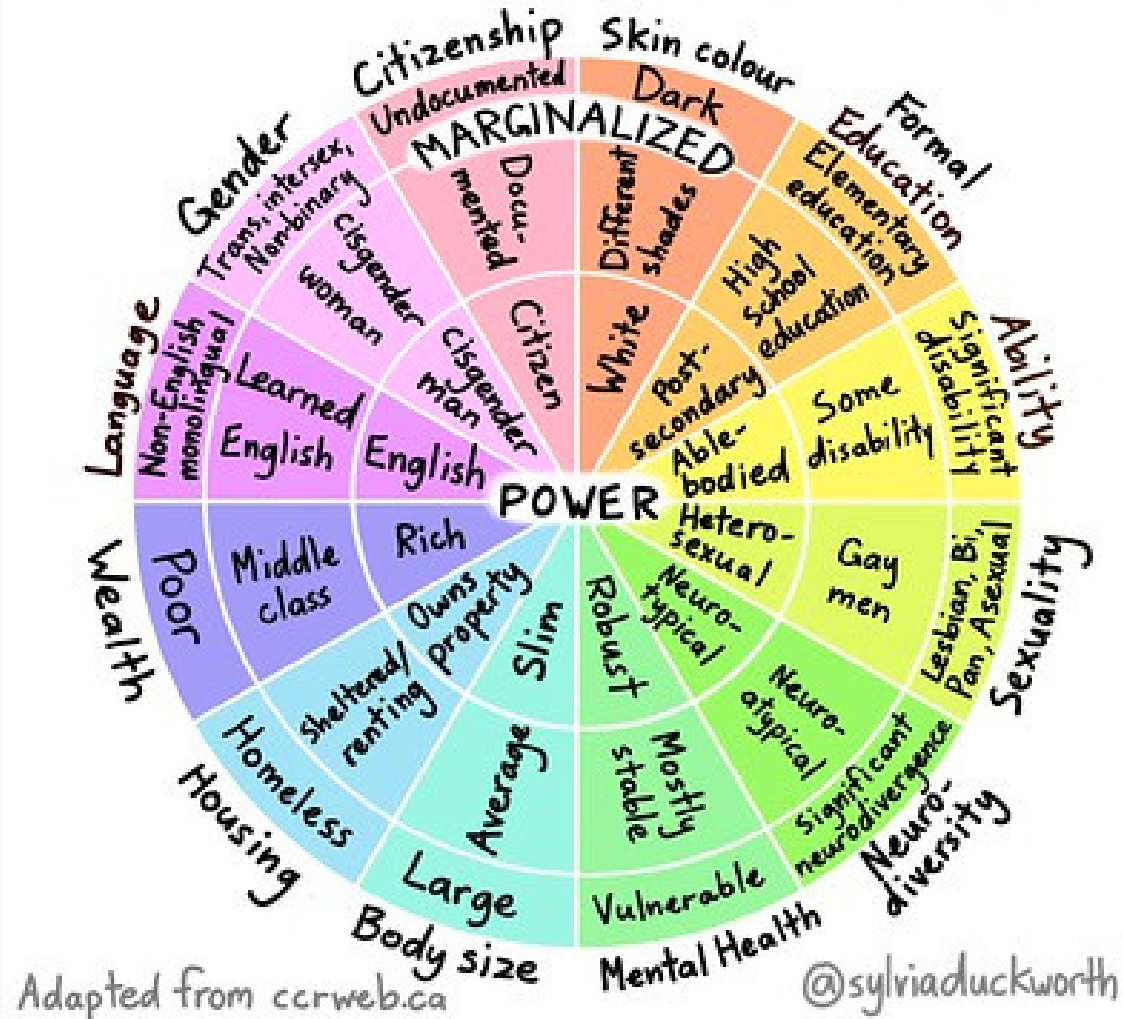 Citizenship
Undocumented
Docu-
mented
Citizen
Skin colour
Dark
Different
shades
White
Formal
Education
Elementary
education
High
School
education
Post-
secondary
Ability
Significant
disability
Some
disability
Able-
bodied
Sexuality
Lesbian, Bi,
Pan, Asexual
Gay
men
Hetero-
sexual
Neuro-
diversity
Significant
neurodivergence
Neuro-
atypical
Neuro-
typical
Mental Health
Vulnerable
Mostly
stable
Robust
Body size
Large
Average
Slim
Housing
Homeless
Sheltered/
renting
Owns
property
Wealth
Poor
Middle
class
Rich
Language
Non-English
monolingual
Learned
English
English
Gender
Trans, intersex,
Non-binary
Cisgender
woman
Cisgender
man
MARGINALIZED
POWER
Adapted from ccrweb.ca
@sylviaduckworth